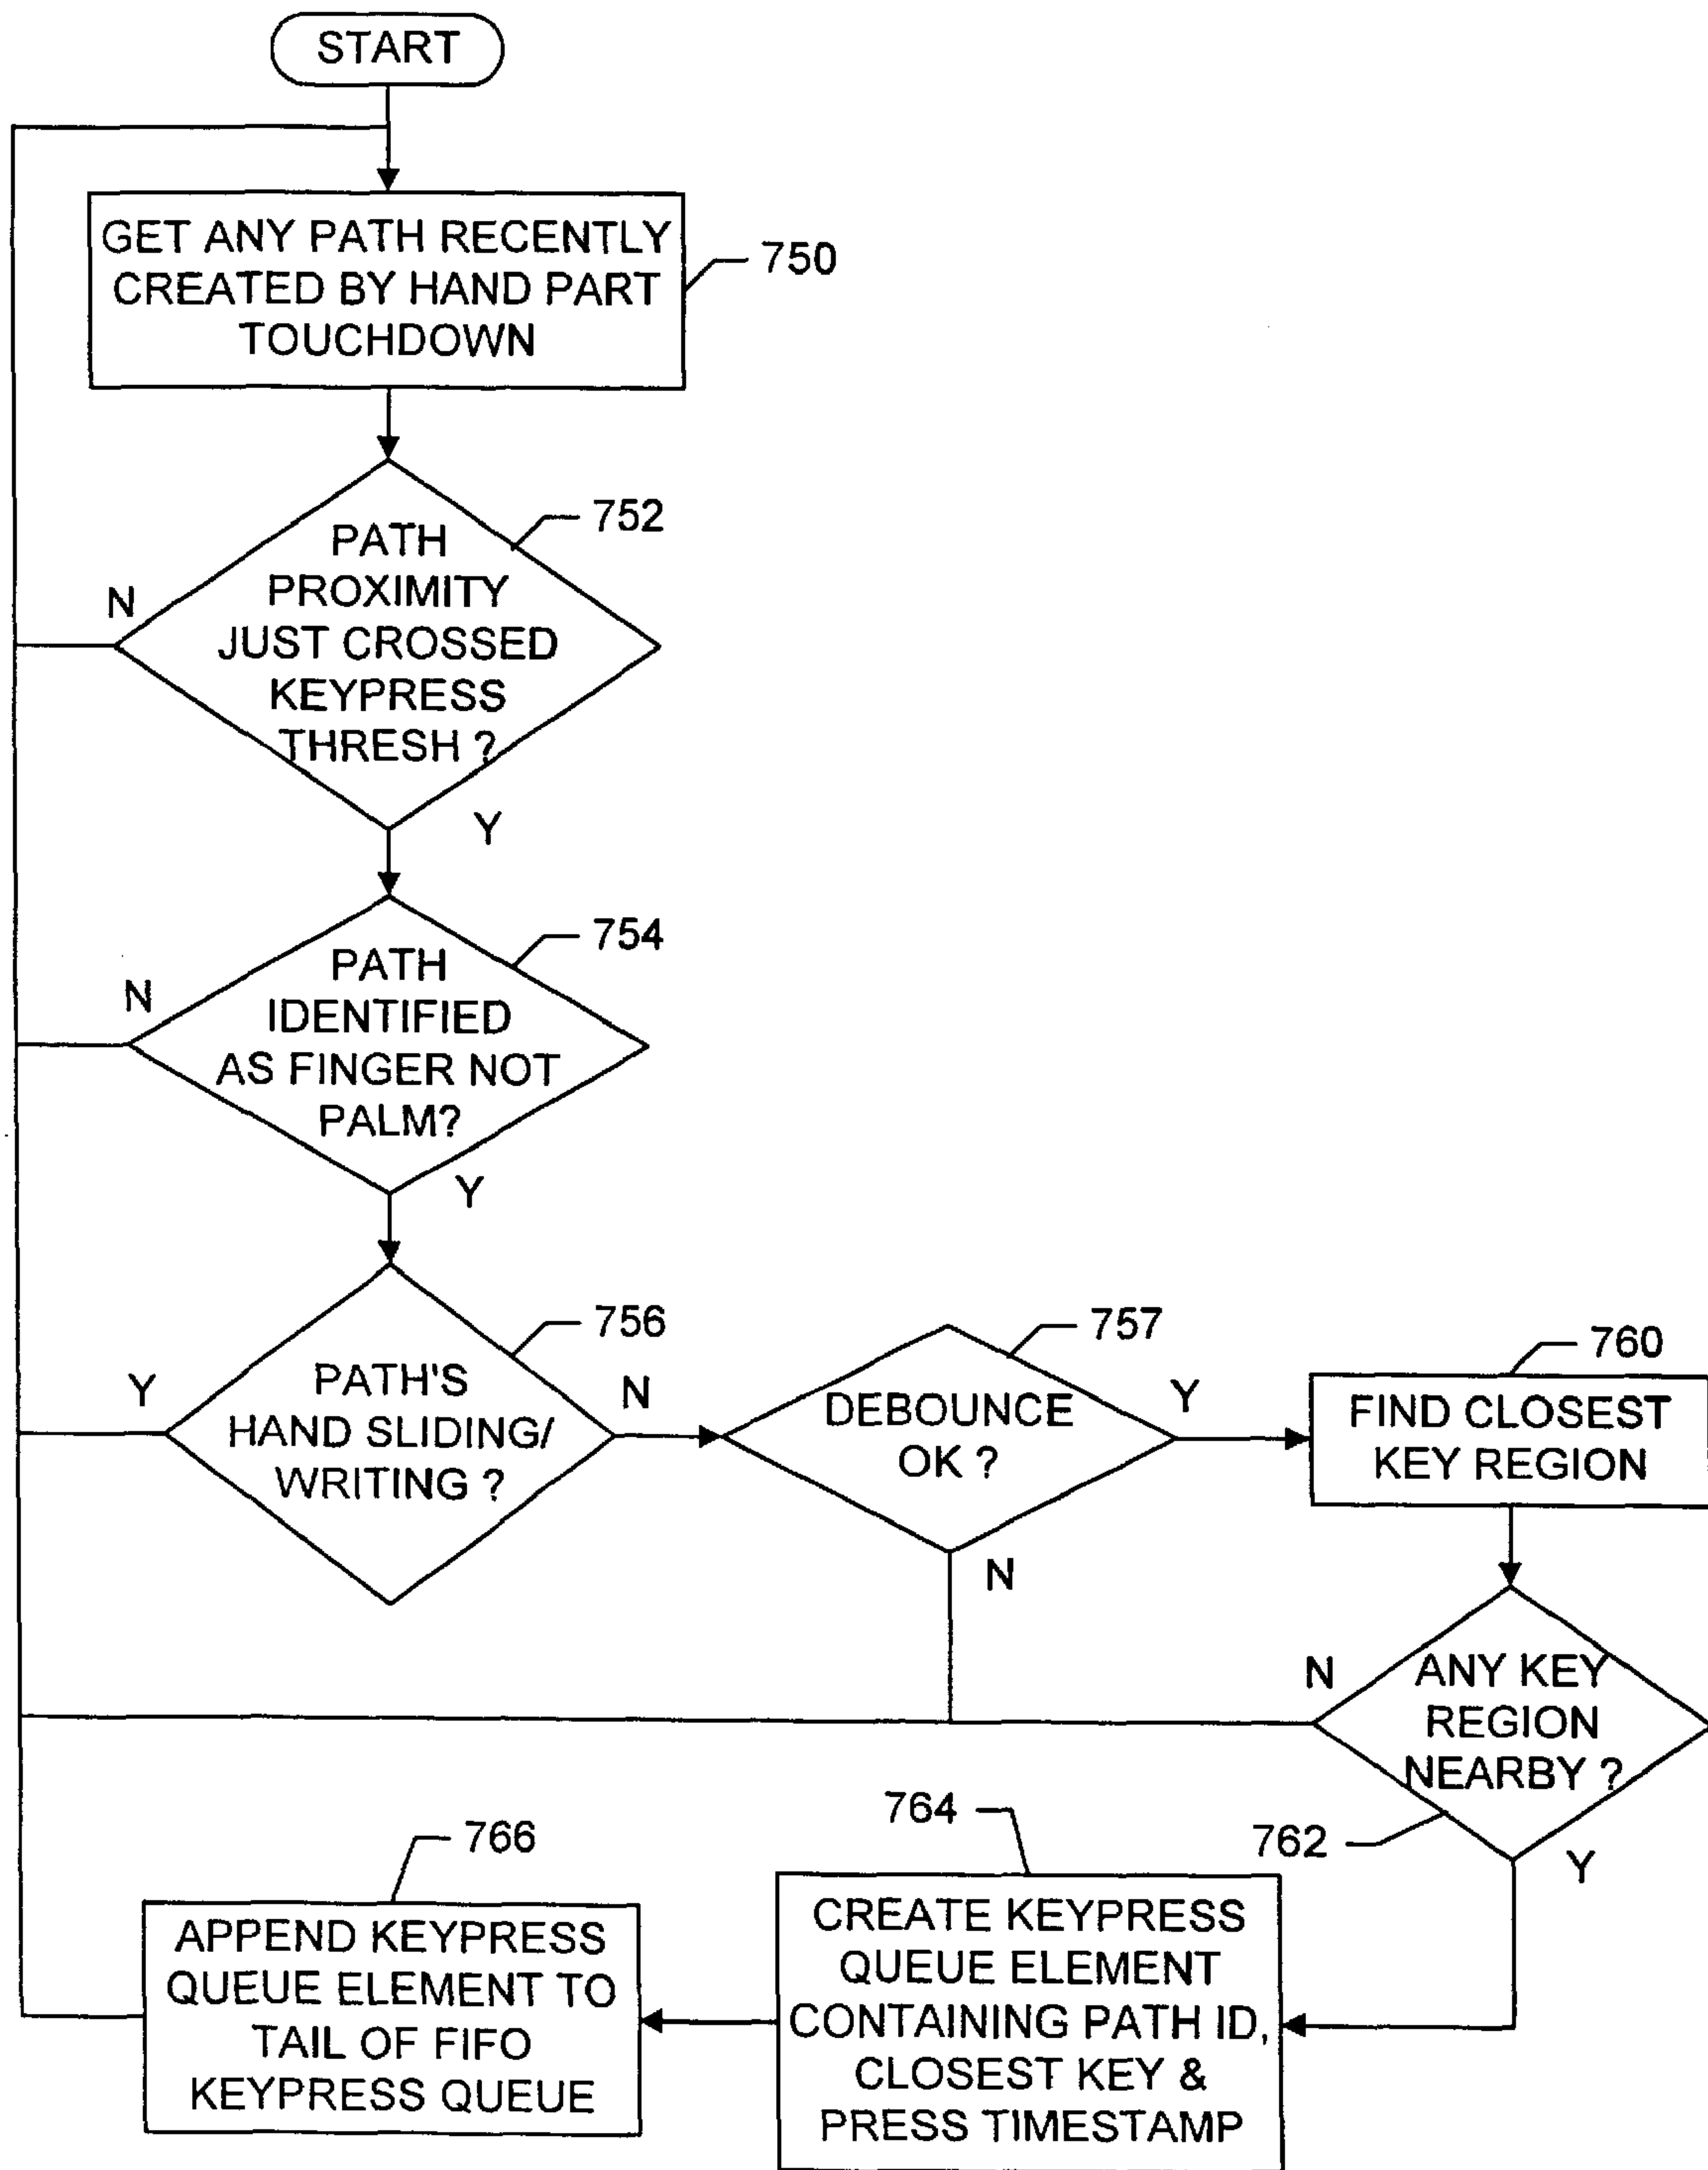 START
GET ANY PATH RECENTLY
CREATED BY HAND PART
TOUCHDOWN
750
752
PATH
PROXIMITY
JUST CROSSED
KEYPRESS
THRESH ?
N
Y
754
PATH
IDENTIFIED
AS FINGER NOT
PALM?
N
Y
756
PATH'S
HAND SLIDING/
WRITING ?
Y
N
757
DEBOUNCE
OK ?
Y
N
760
FIND CLOSEST
KEY REGION
ANY KEY
REGION
NEARBY ?
N
762
Y
764
CREATE KEYPRESS
QUEUE ELEMENT
CONTAINING PATH ID,
CLOSEST KEY &
PRESS TIMESTAMP
766
APPEND KEYPRESS
QUEUE ELEMENT TO
TAIL OF FIFO
KEYPRESS QUEUE